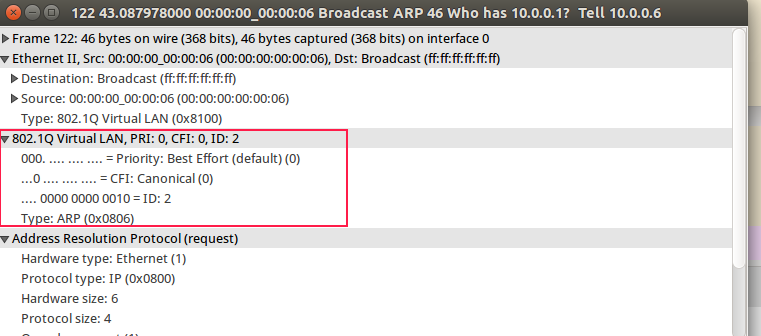 122 43.087978000 00:00:00_00:00:06 Broadcast ARP 46 Who has 10.0.0.1? Tell 10.0.0.6
Frame 122: 46 bytes on wire (368 bits), 46 bytes captured (368 bits) on interface 0
Ethernet II, Src: 00:00:00_00:00:06 (00:00:00:00:00:06), Dst: Broadcast (ff:ff:ff:ff:ff:ff)
Destination: Broadcast (ff:ff:ff:ff:ff:ff)
Source: 00:00:00_00:00:06 (00:00:00:00:00:06)
Type: 802.1Q Virtual LAN (0x8100)
802.1Q Virtual LAN, PRI: 0, CFI: 0, ID: 2
000. .... .... .... = Priority: Best Effort (default) (0)
...0 .... .... .... = CFI: Canonical (0)
.... 0000 0000 0010 = ID: 2
Type: ARP (0x0806)
Address Resolution Protocol (request)
Hardware type: Ethernet (1)
Protocol type: IP (0x0800)
Hardware size: 6
Protocol size: 4